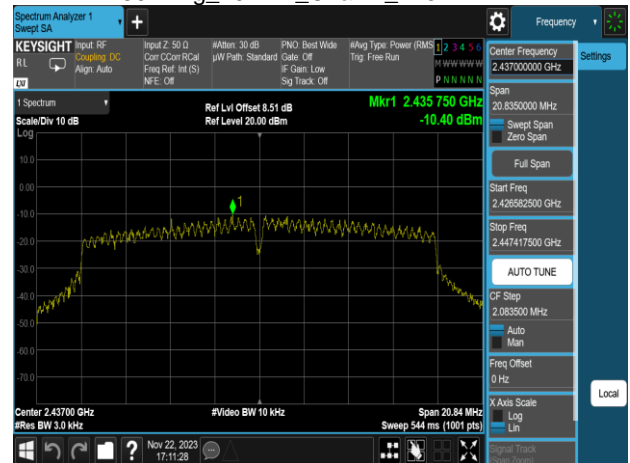 Spectrum Analyzer 1
Swept SA
+
Frequency
KEYSIGHT
RL
LXI
Input: RF
Coupling: DC
Align: Auto
Input Z: 50 Ω
Corr CCorr RCal
Freq Ref: Int (S)
NFE: Off
#Atten: 30 dB
µW Path: Standard
PNO: Best Wide
Gate: Off
IF Gain: Low
Sig Track: Off
#Avg Type: Power (RMS
Trig: Free Run
1 2 3 4 5 6
M W W W W W
P N N N N N
Center Frequency
2.437000000 GHz
Settings
1 Spectrum
Scale/Div 10 dB
Log
Ref Lvl Offset 8.51 dB
Ref Level 20.00 dBm
Mkr1 2.435 750 GHz
-10.40 dBm
10.0
0.00
-10.0
-20.0
-30.0
-40.0
-50.0
-60.0
-70.0
1
Span
20.8350000 MHz
Swept Span
Zero Span
Full Span
Start Freq
2.426582500 GHz
Stop Freq
2.447417500 GHz
AUTO TUNE
CF Step
2.083500 MHz
Auto
Man
Freq Offset
0 Hz
X Axis Scale
Log
Lin
Local
Signal Track
(Span Zoom)
Center 2.43700 GHz
#Res BW 3.0 kHz
#Video BW 10 kHz
Span 20.84 MHz
Sweep 544 ms (1001 pts)
?
Nov 22, 2023
17:11:28